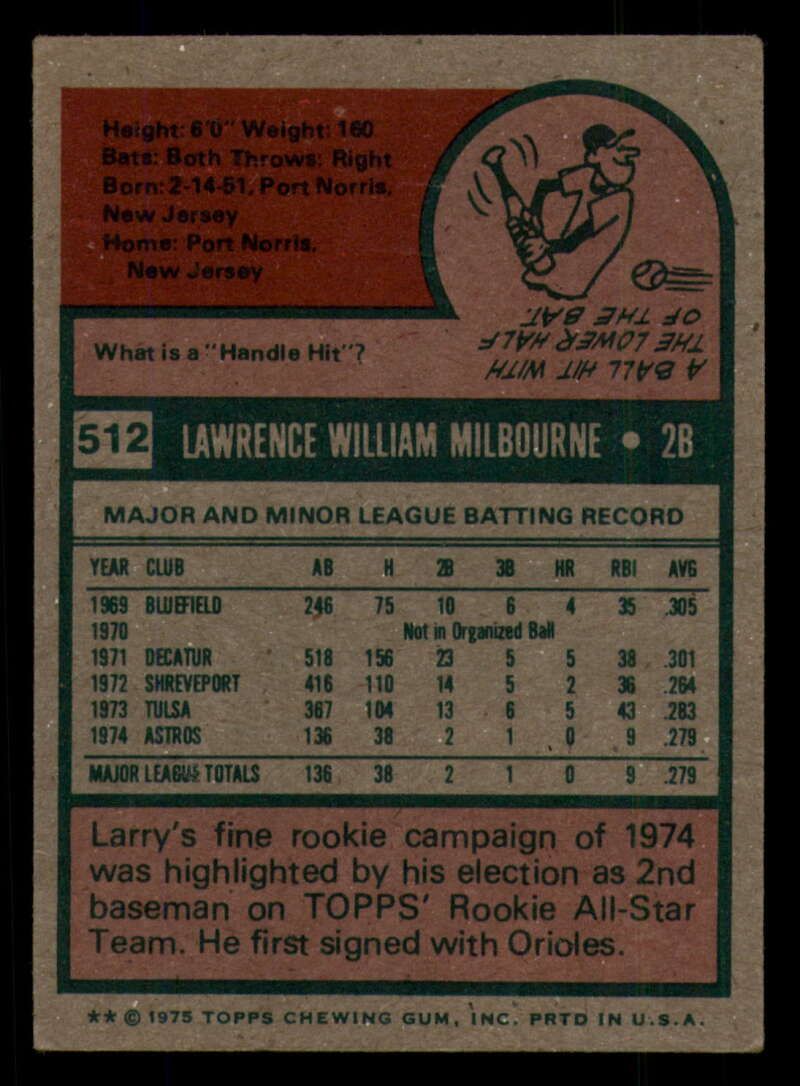 Height: 6'0" Weight: 160
Bats: Both Throws: Right
Born: 2-14-51, Port Norris,
New Jersey
Home: Port Norris,
New Jersey
What is a "Handle Hit"?
A BALL HIT WITH
THE LOWER HALF
OF THE BAT.
512 LAWRENCE WILLIAM MILBOURNE • 2B
MAJOR AND MINOR LEAGUE BATTING RECORD
YEAR CLUB AB H 2B 3B HR RBI AVG
1969 BLUEFIELD 246 75 10 6 4 35 .305
1970 Not in Organized Ball
1971 DECATUR 518 156 23 5 5 38 .301
1972 SHREVEPORT 416 110 14 5 2 36 .264
1973 TULSA 367 104 13 6 5 43 .283
1974 ASTROS 136 38 2 1 0 9 .279
MAJOR LEAGUE TOTALS 136 38 2 1 0 9 .279
Larry's fine rookie campaign of 1974
was highlighted by his election as 2nd
baseman on TOPPS' Rookie All-Star
Team. He first signed with Orioles.
** © 1975 TOPPS CHEWING GUM, INC. PRTD IN U.S.A.